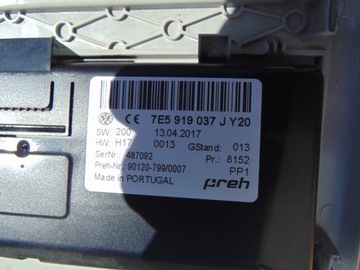 7E5 919 037 J Y20
SW: 200 13.04.2017
HW: H17 0013 GStand: 013
SerNr.: 487092 Pr.: 8152
Preh-Nr.: 90120-799/0007 PP1
Made in PORTUGAL preh